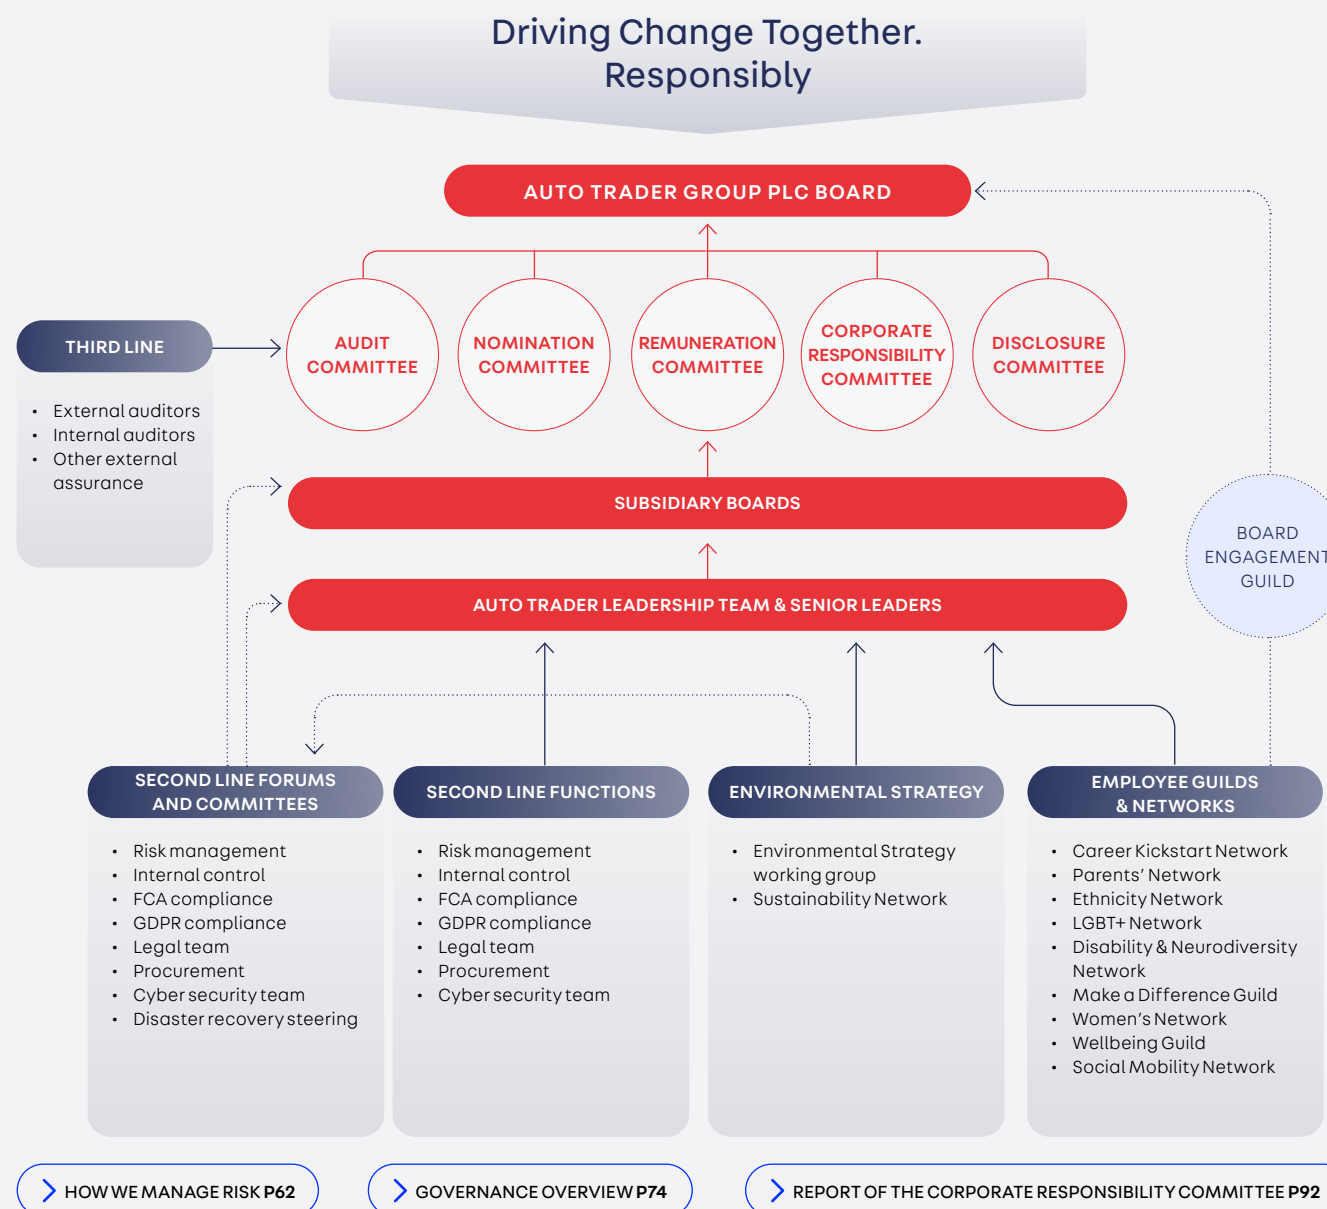 Driving Change Together.
Responsibly
AUTO TRADER GROUP PLC BOARD
THIRD LINE
• External auditors
• Internal auditors
• Other external
assurance
AUDIT
COMMITTEE
NOMINATION
COMMITTEE
REMUNERATION
COMMITTEE
CORPORATE
RESPONSIBILITY
COMMITTEE
DISCLOSURE
COMMITTEE
SUBSIDIARY BOARDS
BOARD
ENGAGEMENT
GUILD
AUTO TRADER LEADERSHIP TEAM & SENIOR LEADERS
SECOND LINE FORUMS
AND COMMITTEES
• Risk management
• Internal control
• FCA compliance
• GDPR compliance
• Legal team
• Procurement
• Cyber security team
• Disaster recovery steering
SECOND LINE FUNCTIONS
• Risk management
• Internal control
• FCA compliance
• GDPR compliance
• Legal team
• Procurement
• Cyber security team
ENVIRONMENTAL STRATEGY
• Environmental Strategy
working group
• Sustainability Network
EMPLOYEE GUILDS
& NETWORKS
• Career Kickstart Network
• Parents’ Network
• Ethnicity Network
• LGBT+ Network
• Disability & Neurodiversity
Network
• Make a Difference Guild
• Women’s Network
• Wellbeing Guild
• Social Mobility Network
HOW WE MANAGE RISK P62
GOVERNANCE OVERVIEW P74
REPORT OF THE CORPORATE RESPONSIBILITY COMMITTEE P92